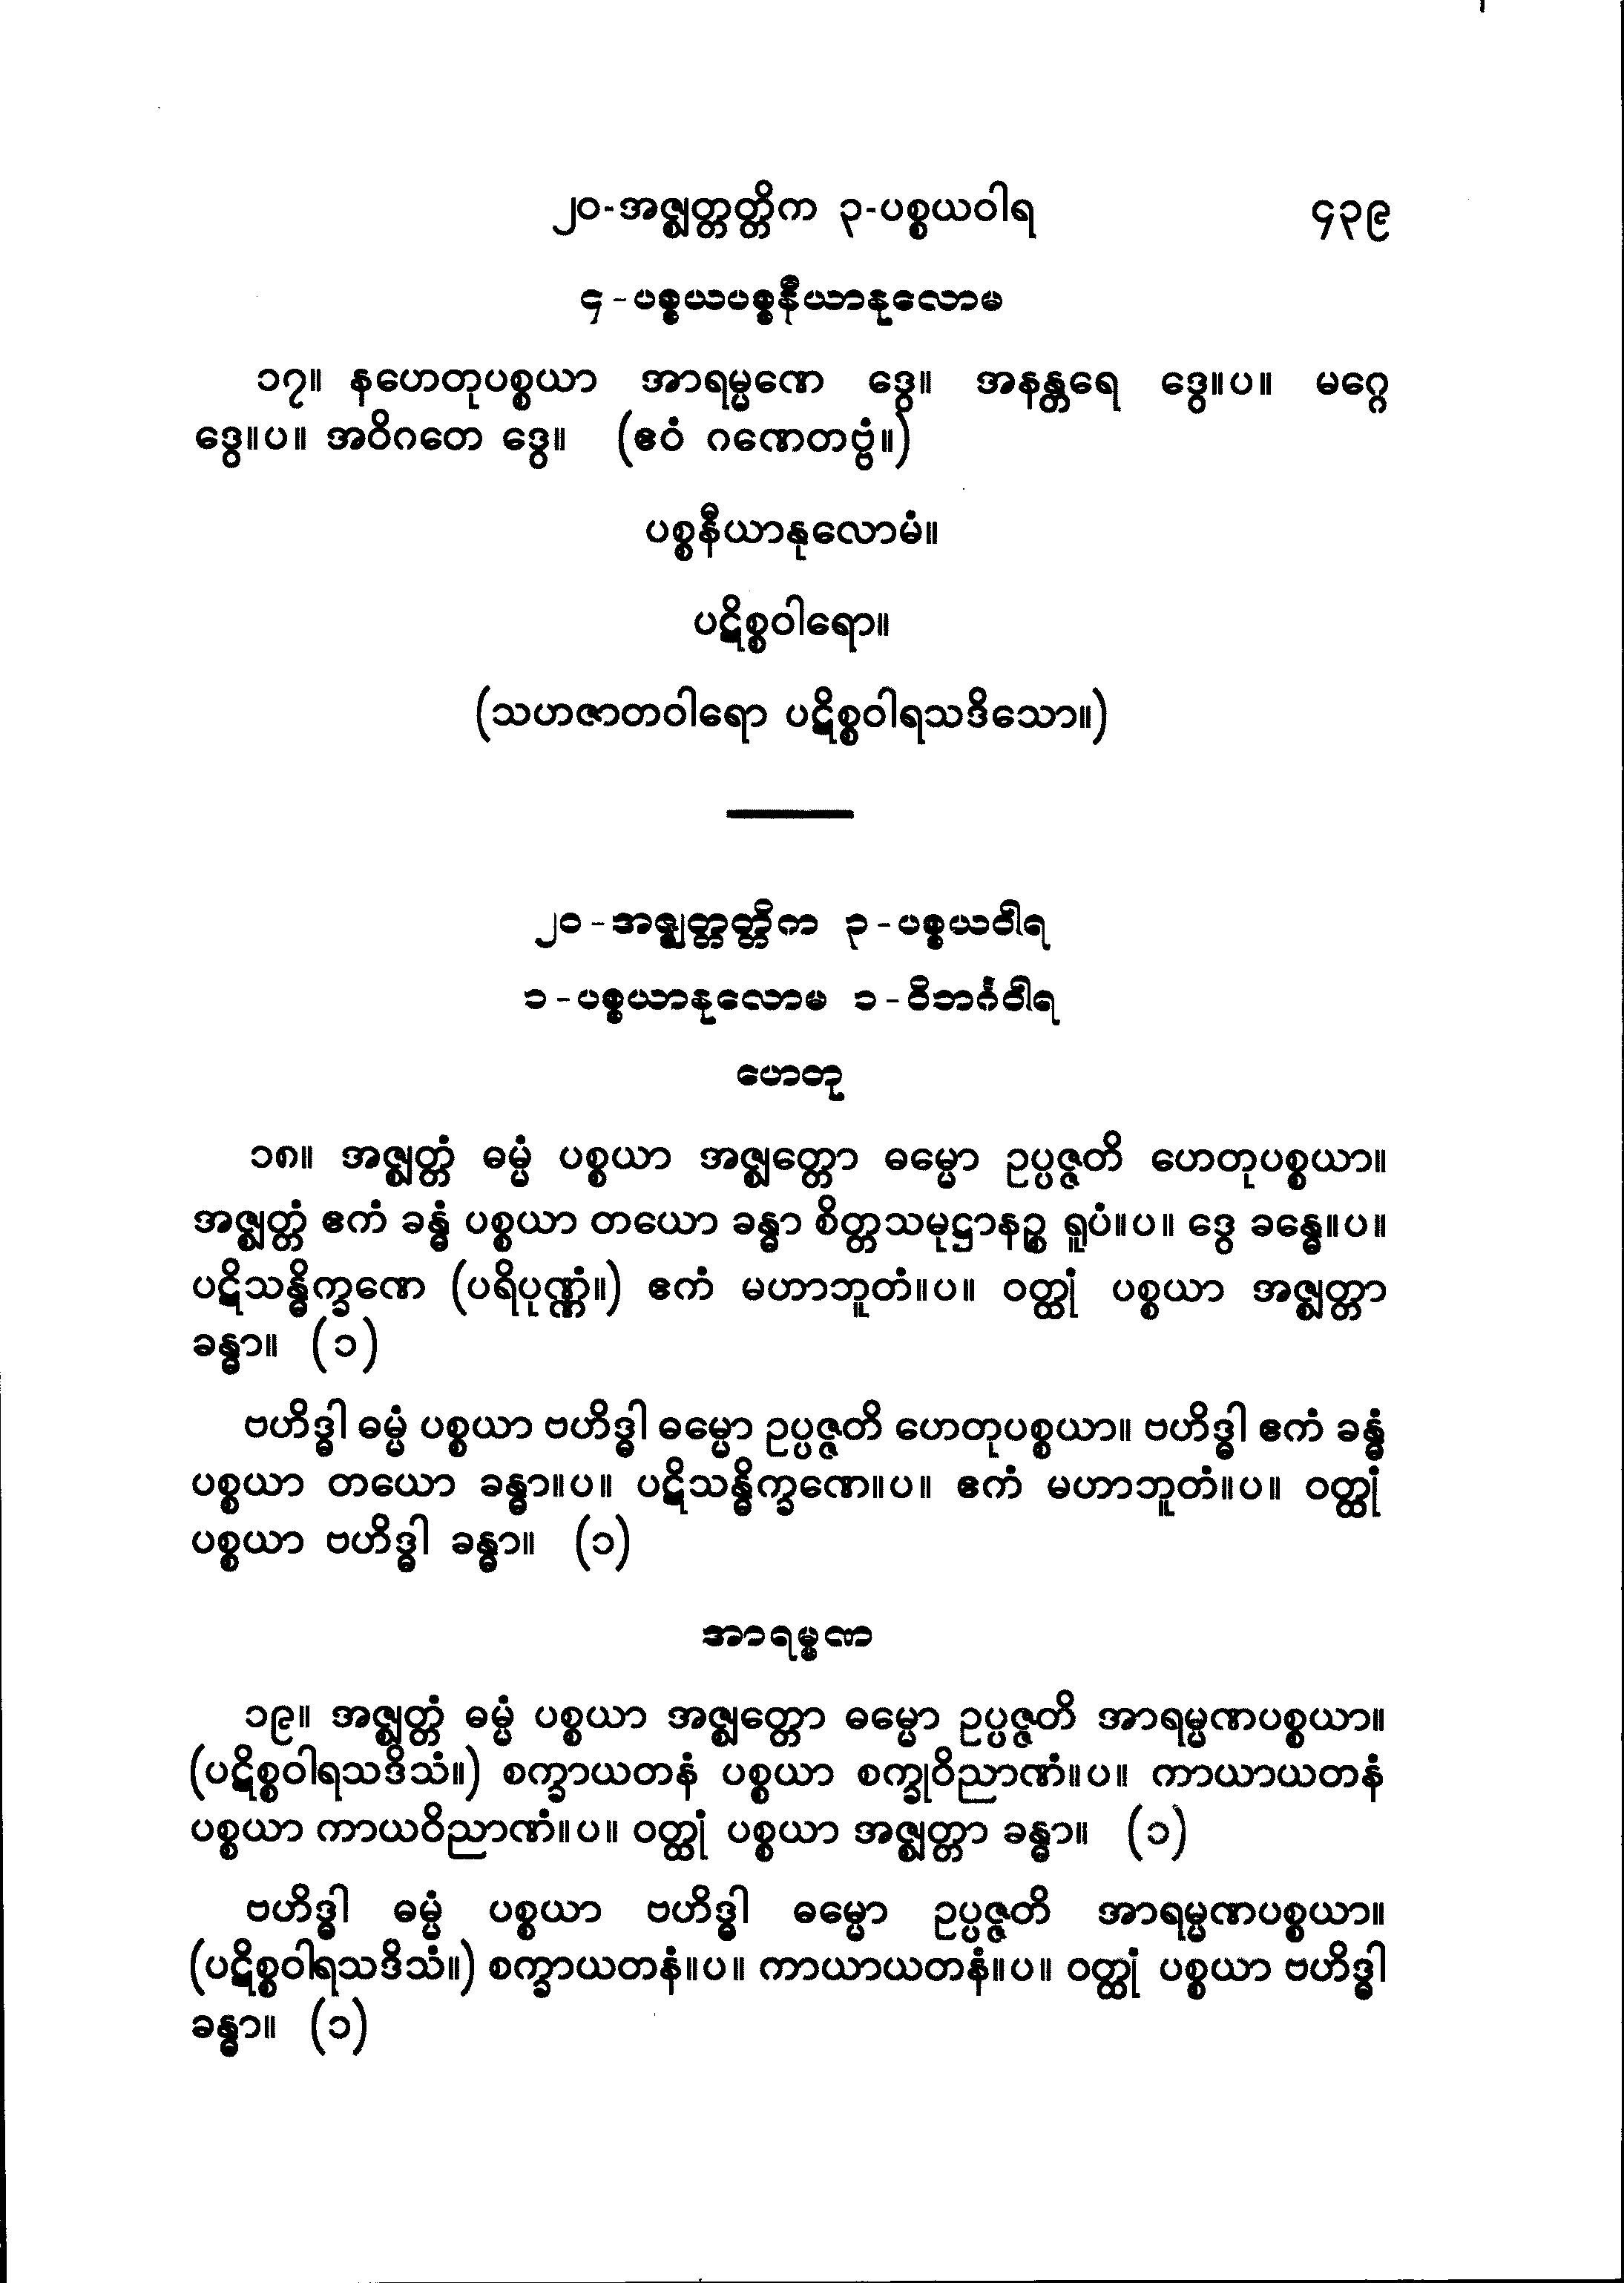 ၂၀-အဇ္ဈတ္တတ္တိက ၃-ပစ္စယဝါရ ၄၃၉
၄-ပစ္စယပစ္စနီယာနုလောမ
၁၇။ နဟေတုပစ္စယာ အာရမ္မဏေ ဒွေ။ အနန္တရေ ဒွေ။ပ။ မဂ္ဂေ
ဒွေ။ပ။ အဝိဂတေ ဒွေ။ (ဧဝံ ဂဏေတဗ္ဗံ။)
ပစ္စနီယာနုလောမံ။
ပဋိစ္စဝါရော။
(သဟဇာတဝါရော ပဋိစ္စဝါရသဒိသော။)
၂၀-အဇ္ဈတ္တတ္တိက ၃-ပစ္စယဝါရ
၁-ပစ္စယာနုလောမ ၁-ဝိဘင်္ဂဝါရ
ဟေတု
၁၈။ အဇ္ဈတ္တံ ဓမ္မံ ပစ္စယာ အဇ္ဈတ္တော ဓမ္မော ဥပ္ပဇ္ဇတိ ဟေတုပစ္စယာ။
အဇ္ဈတ္တံ ဧကံ ခန္ဓံ ပစ္စယာ တယော ခန္ဓာ စိတ္တသမုဋ္ဌာနဉ္စ ရူပံ။ပ။ ဒွေ ခန္ဓေ။ပ။
ပဋိသန္ဓိက္ခဏေ (ပရိပုဏ္ဏံ။) ဧကံ မဟာဘူတံ။ပ။ ဝတ္ထုံ ပစ္စယာ အဇ္ဈတ္တာ
ခန္ဓာ။ (၁)
ဗဟိဒ္ဓါ ဓမ္မံ ပစ္စယာ ဗဟိဒ္ဓါ ဓမ္မော ဥပ္ပဇ္ဇတိ ဟေတုပစ္စယာ။ ဗဟိဒ္ဓါ ဧကံ ခန္ဓံ
ပစ္စယာ တယော ခန္ဓာ။ပ။ ပဋိသန္ဓိက္ခဏေ။ပ။ ဧကံ မဟာဘူတံ။ပ။ ဝတ္ထုံ
ပစ္စယာ ဗဟိဒ္ဓါ ခန္ဓာ။ (၁)
အာရမ္မဏ
၁၉။ အဇ္ဈတ္တံ ဓမ္မံ ပစ္စယာ အဇ္ဈတ္တော ဓမ္မော ဥပ္ပဇ္ဇတိ အာရမ္မဏပစ္စယာ။
(ပဋိစ္စဝါရသဒိသံ။) စက္ခာယတနံ ပစ္စယာ စက္ခုဝိညာဏံ။ပ။ ကာယာယတနံ
ပစ္စယာ ကာယဝိညာဏံ။ပ။ ဝတ္ထုံ ပစ္စယာ အဇ္ဈတ္တာ ခန္ဓာ။ (၁)
ဗဟိဒ္ဓါ ဓမ္မံ ပစ္စယာ ဗဟိဒ္ဓါ ဓမ္မော ဥပ္ပဇ္ဇတိ အာရမ္မဏပစ္စယာ။
(ပဋိစ္စဝါရသဒိသံ။) စက္ခာယတနံ။ပ။ ကာယာယတနံ။ပ။ ဝတ္ထုံ ပစ္စယာ ဗဟိဒ္ဓါ
ခန္ဓာ။ (၁)